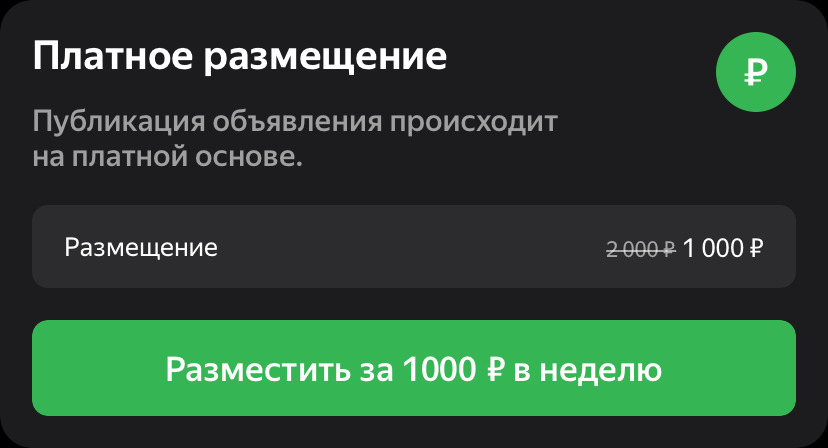 Платное размещение
₽
Публикация объявления происходит
на платной основе.
Размещение 2 000 ₽ 1 000 ₽
Разместить за 1000 ₽ в неделю